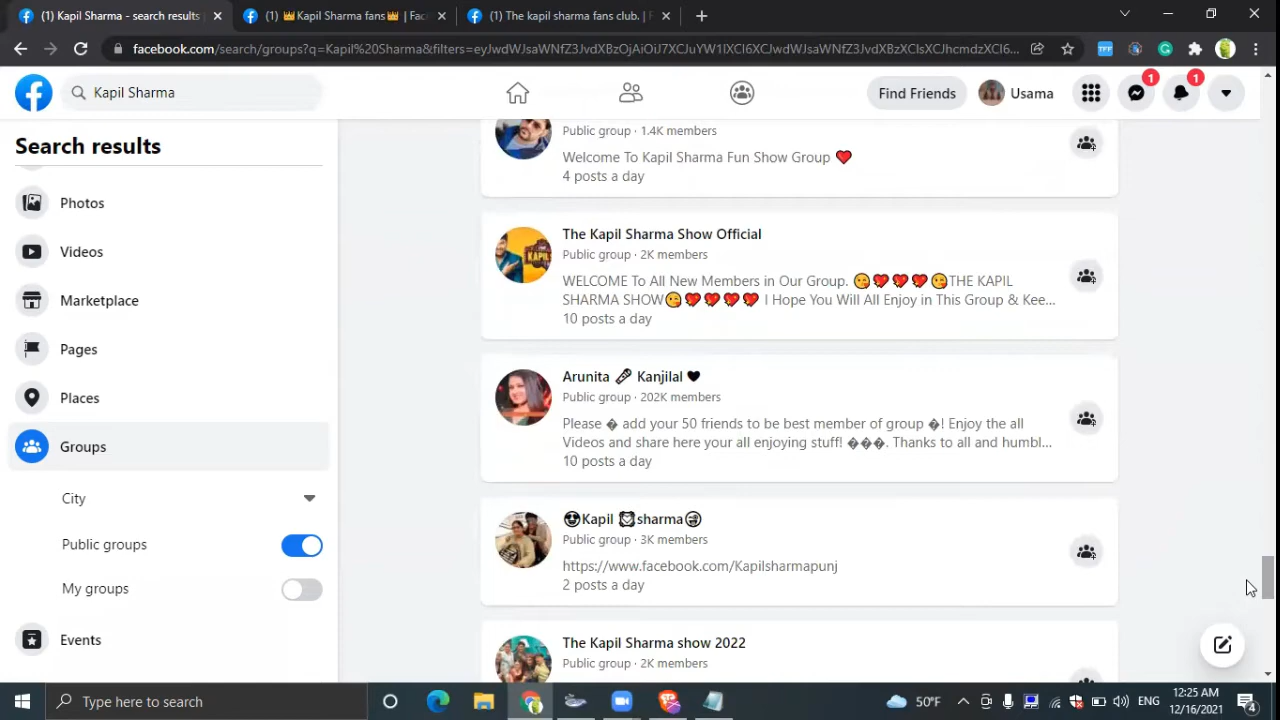 (1) Kapil Sharma - search results
(1) 👑Kapil Sharma fans👑 | Fac
(1) The kapil sharma fans club. | F
facebook.com/search/groups?q=Kapil%20Sharma&filters=eyJwdWJsaWNfZ3JvdXBzOjAiOiJ7XCJuYW1lXCI6XCJwdWJsaWNfZ3JvdXBzXCIsXCJhcmdzXCI6...
Kapil Sharma
Find Friends
Usama
1
1
Search results
Photos
Videos
Marketplace
Pages
Places
Groups
City
Public groups
My groups
Events
Public group · 1.4K members
Welcome To Kapil Sharma Fun Show Group ❤️
4 posts a day
The Kapil Sharma Show Official
Public group · 2K members
WELCOME To All New Members in Our Group. 😘💖💖💖😘THE KAPIL
SHARMA SHOW😘💖💖💖💖 I Hope You Will All Enjoy in This Group & Kee...
10 posts a day
Arunita 🎤 Kanjilal 🖤
Public group · 202K members
Please � add your 50 friends to be best member of group �! Enjoy the all
Videos and share here your all enjoying stuff! ���. Thanks to all and humbl...
10 posts a day
Kapil sharma
Public group · 3K members
https://www.facebook.com/Kapilsharmapunj
2 posts a day
The Kapil Sharma show 2022
Public group · 2K members
Type here to search
50°F
ENG
12:25 AM
12/16/2021
4